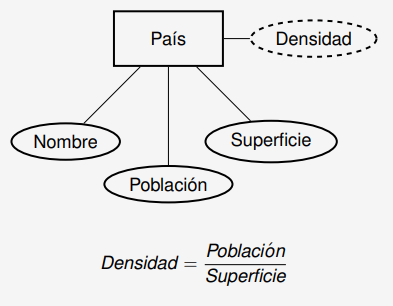 País
Densidad
Nombre
Superficie
Población
Densidad = Población / Superficie